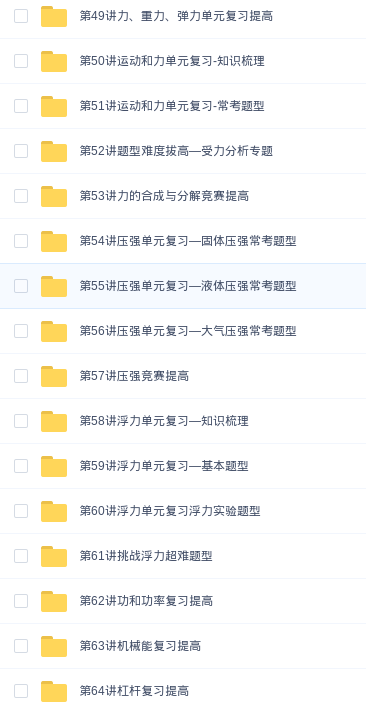 第49讲力、重力、弹力单元复习提高
第50讲运动和力单元复习-知识梳理
第51讲运动和力单元复习-常考题型
第52讲题型难度拔高—受力分析专题
第53讲力的合成与分解竞赛提高
第54讲压强单元复习—固体压强常考题型
第55讲压强单元复习—液体压强常考题型
第56讲压强单元复习—大气压强常考题型
第57讲压强竞赛提高
第58讲浮力单元复习—知识梳理
第59讲浮力单元复习—基本题型
第60讲浮力单元复习浮力实验题型
第61讲挑战浮力超难题型
第62讲功和功率复习提高
第63讲机械能复习提高
第64讲杠杆复习提高